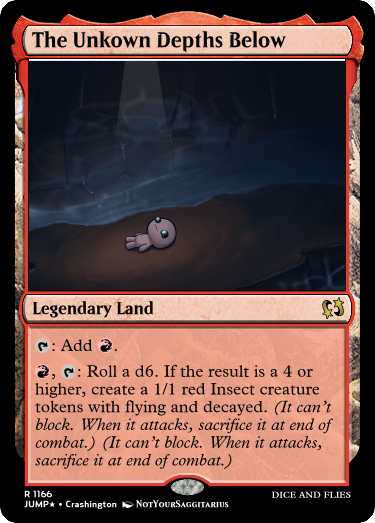 The Unkown Depths Below
Legendary Land
: Add .
, : Roll a d6. If the result is a 4 or
higher, create a 1/1 red Insect creature
tokens with flying and decayed. (It can't
block. When it attacks, sacrifice it at end of
combat.) (It can't block. When it attacks,
sacrifice it at end of combat.)
R 1166
JUMP★ • Crashington NotYourSaggitarius
DICE AND FLIES